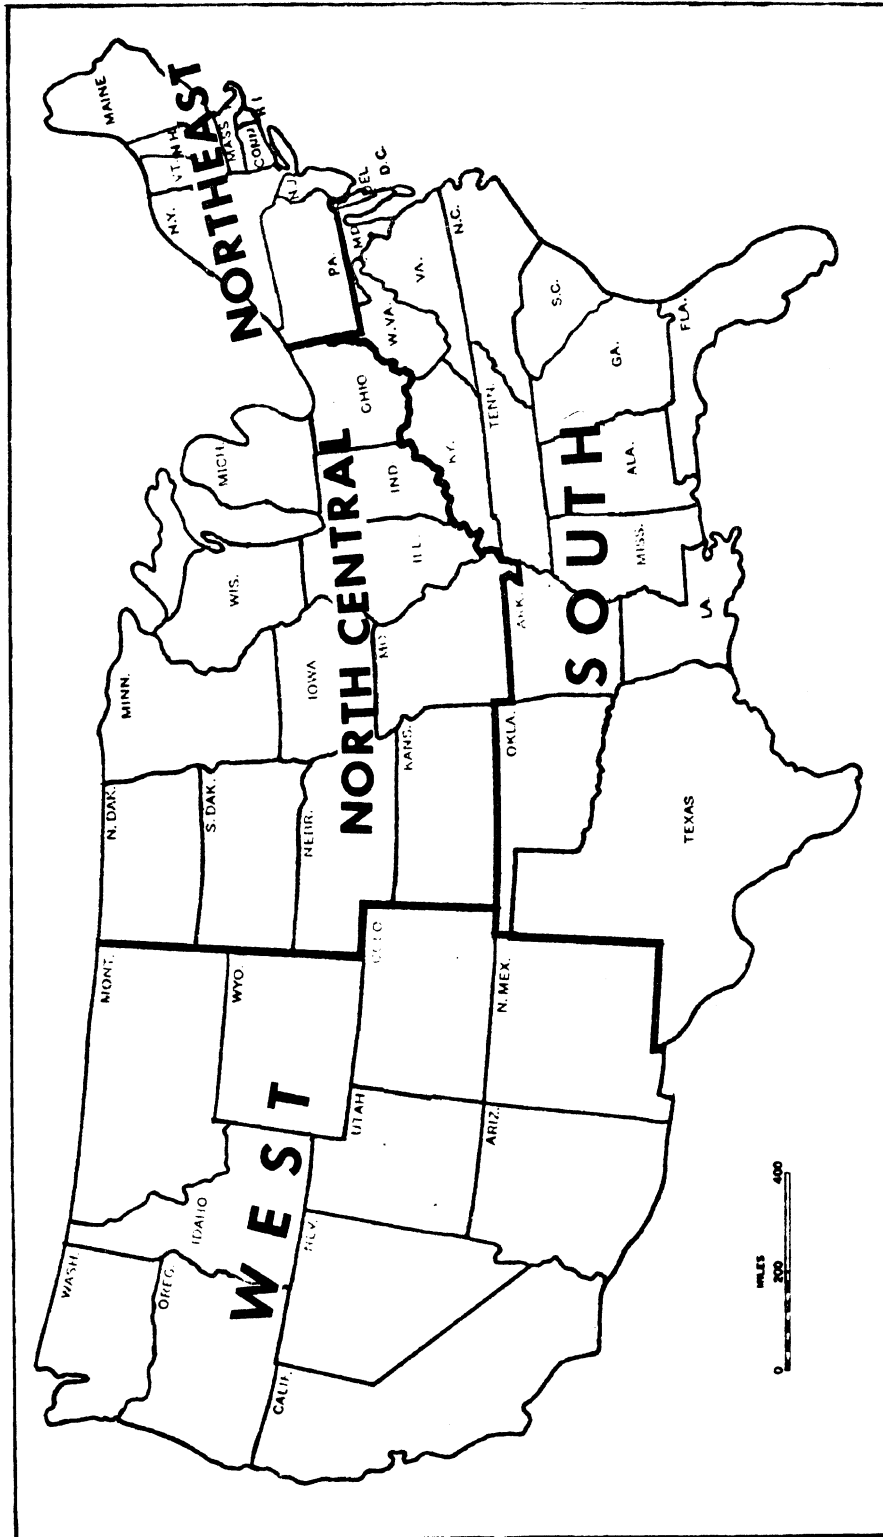 WEST
NORTH CENTRAL
NORTHEAST
SOUTH
WASH.
OREG.
CALIF.
IDAHO
NEV.
MONT.
WYO.
UTAH
ARIZ.
COLO
N. MEX.
N. DAK.
S. DAK.
NEBR.
KANS.
OKLA.
TEXAS
MINN.
IOWA
MO.
ARK.
LA.
WIS.
ILL.
MICH.
IND.
OHIO
KY.
TENN.
MISS.
ALA.
GA.
FLA.
S.C.
N.C.
VA.
W. VA.
MD.
DEL
D.C.
PA.
N.J.
N.Y.
VT.
N H
MAINE
MASS
CONN
R I
MILES
0 200 400